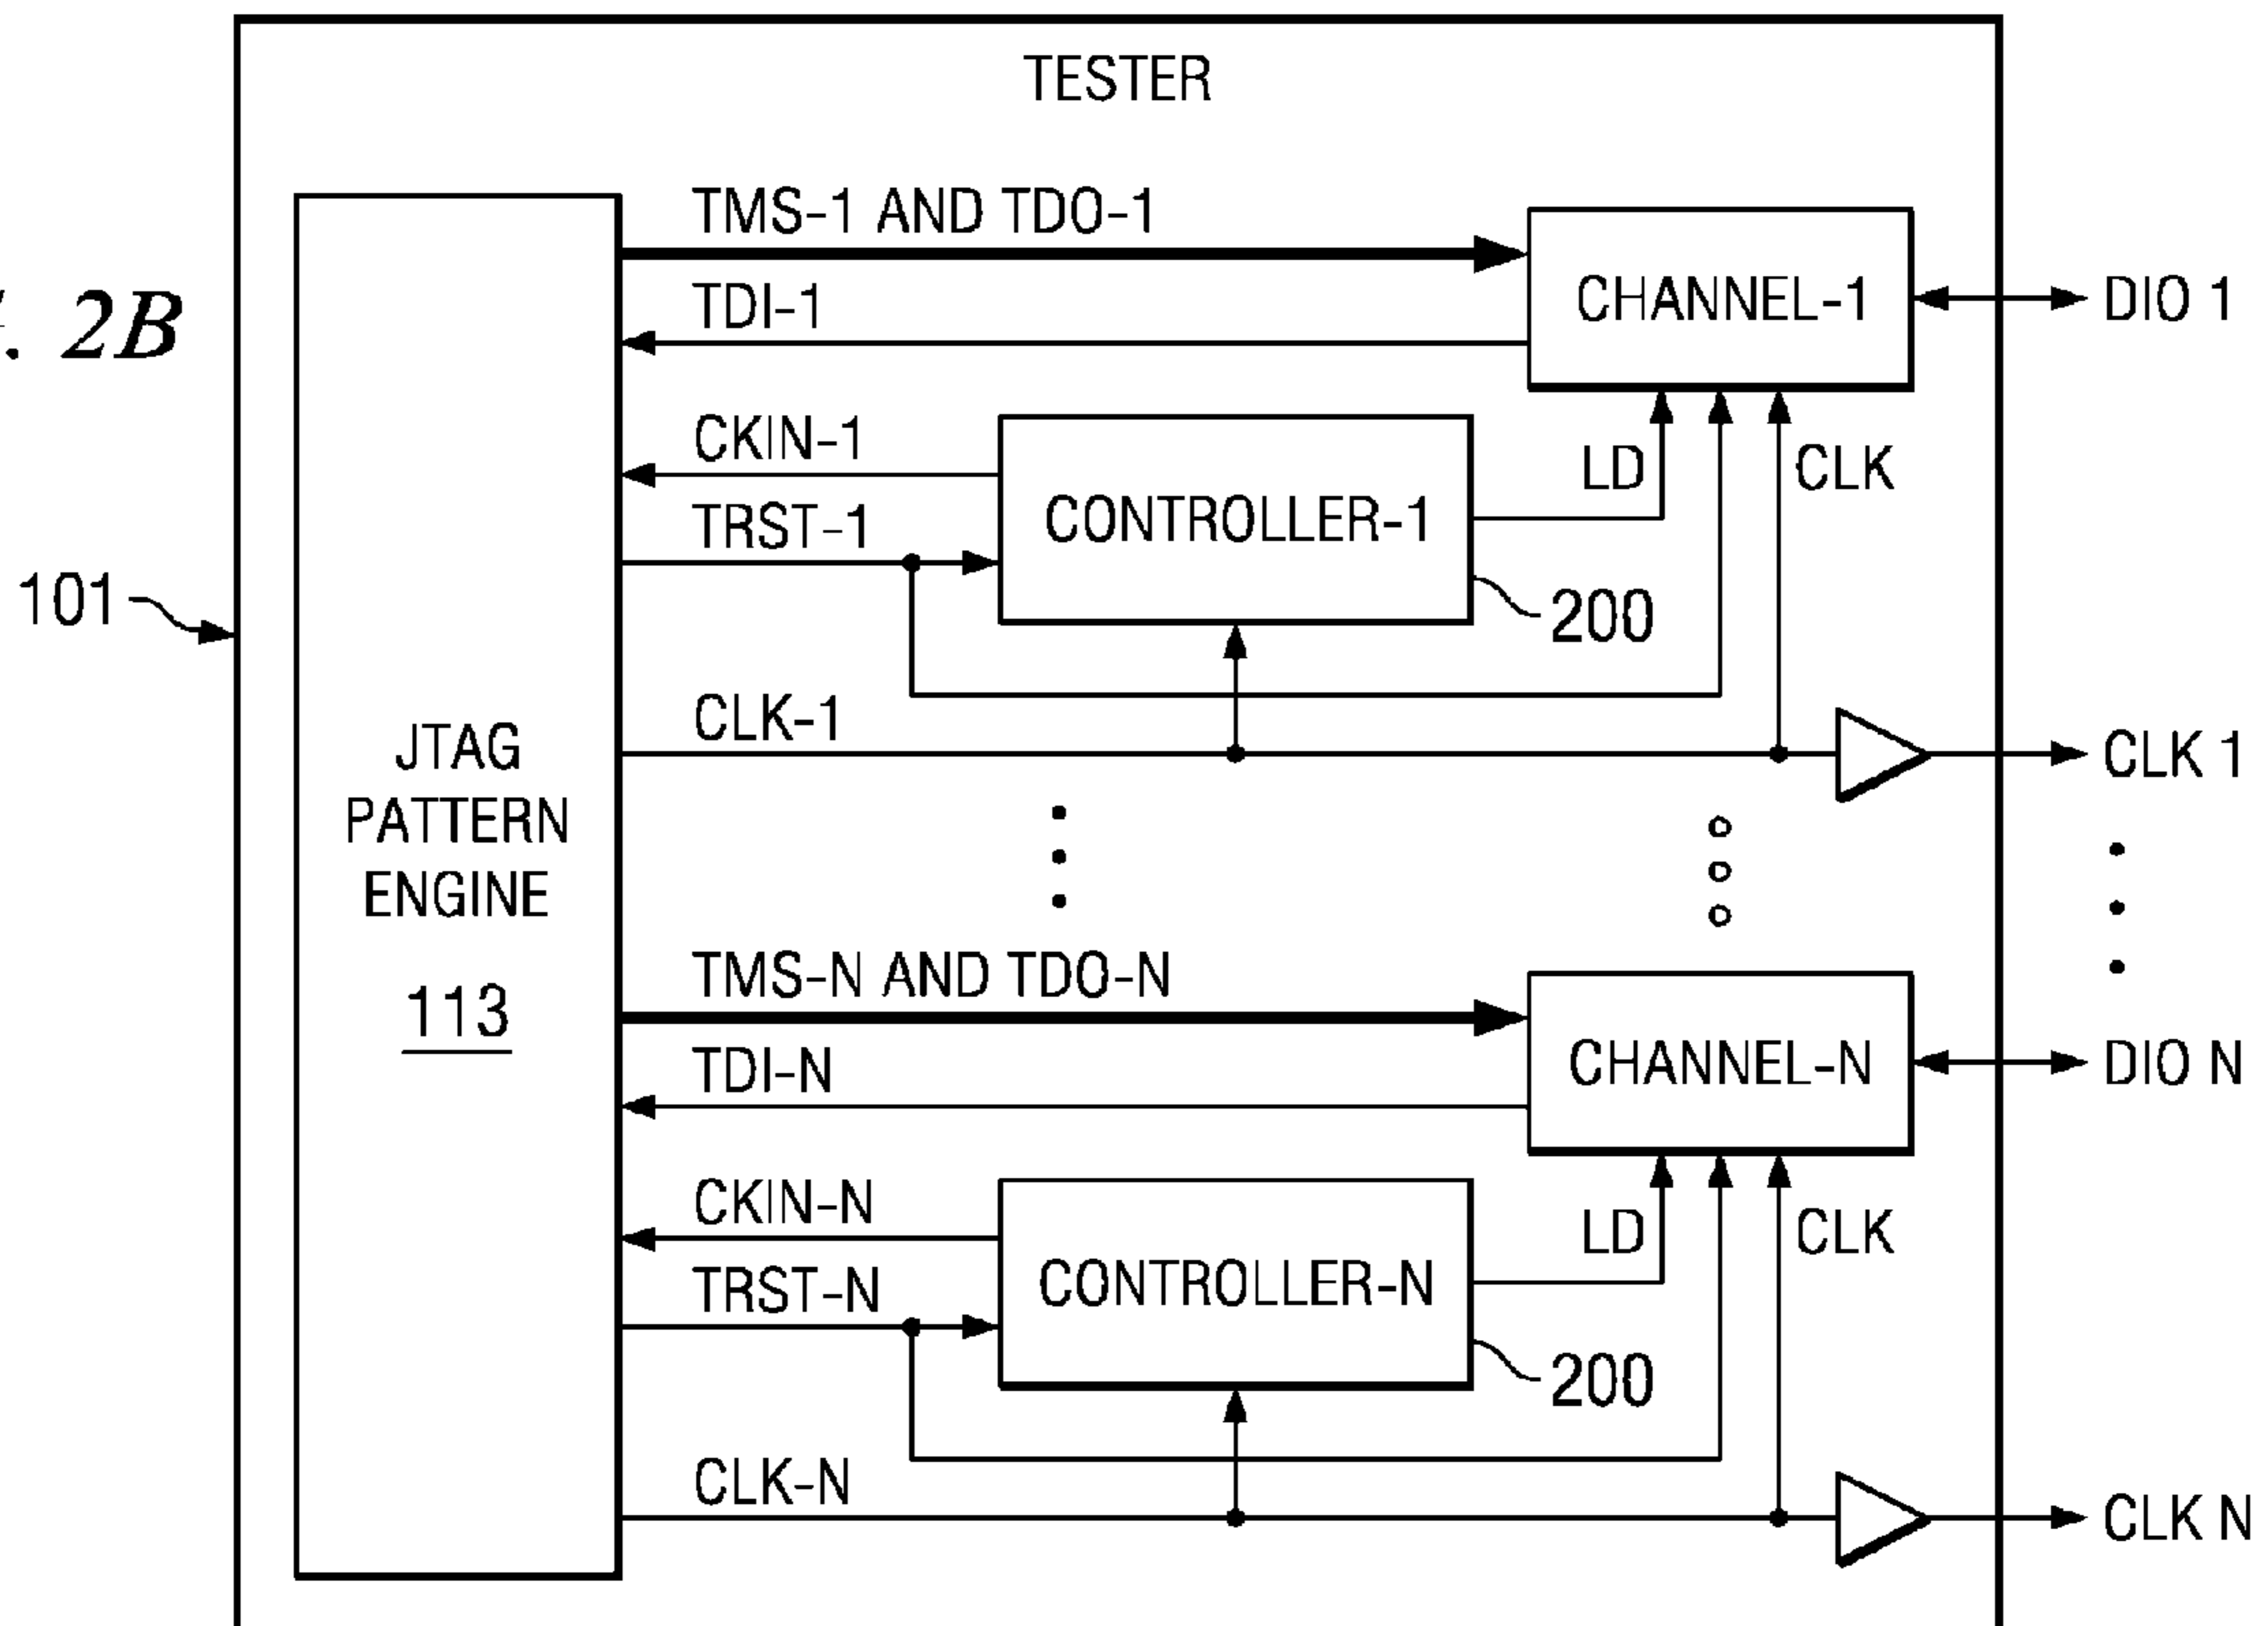 TESTER
TMS-1 AND TDO-1
CHANNEL-1
DIO 1
TDI-1
2B
CKIN-1
LD
CLK
CONTROLLER-1
TRST-1
101
200
CLK-1
CLK 1
JTAG
PATTERN
ENGINE
113
TMS-N AND TDO-N
CHANNEL-N
DIO N
TDI-N
CKIN-N
LD
CLK
CONTROLLER-N
TRST-N
200
CLK-N
CLK N